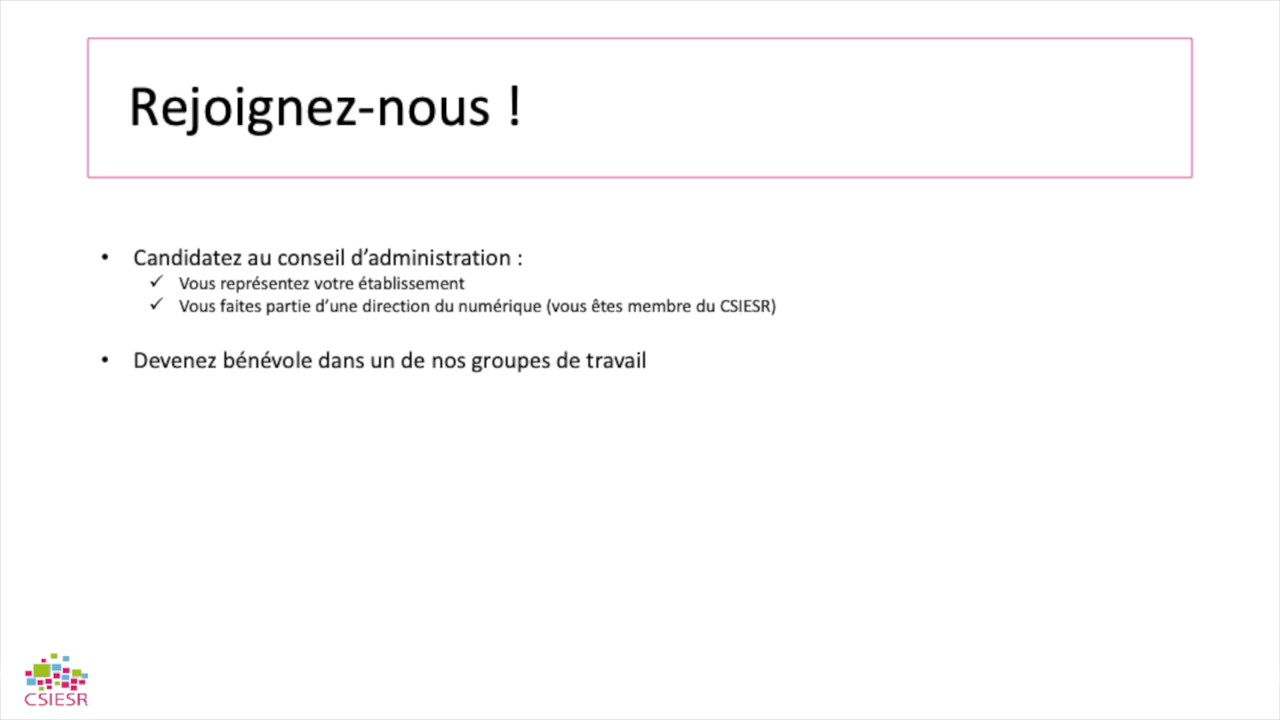 Rejoignez-nous !
• Candidatez au conseil d’administration :
✓ Vous représentez votre établissement
✓ Vous faites partie d’une direction du numérique (vous êtes membre du CSIESR)
• Devenez bénévole dans un de nos groupes de travail
CSIESR